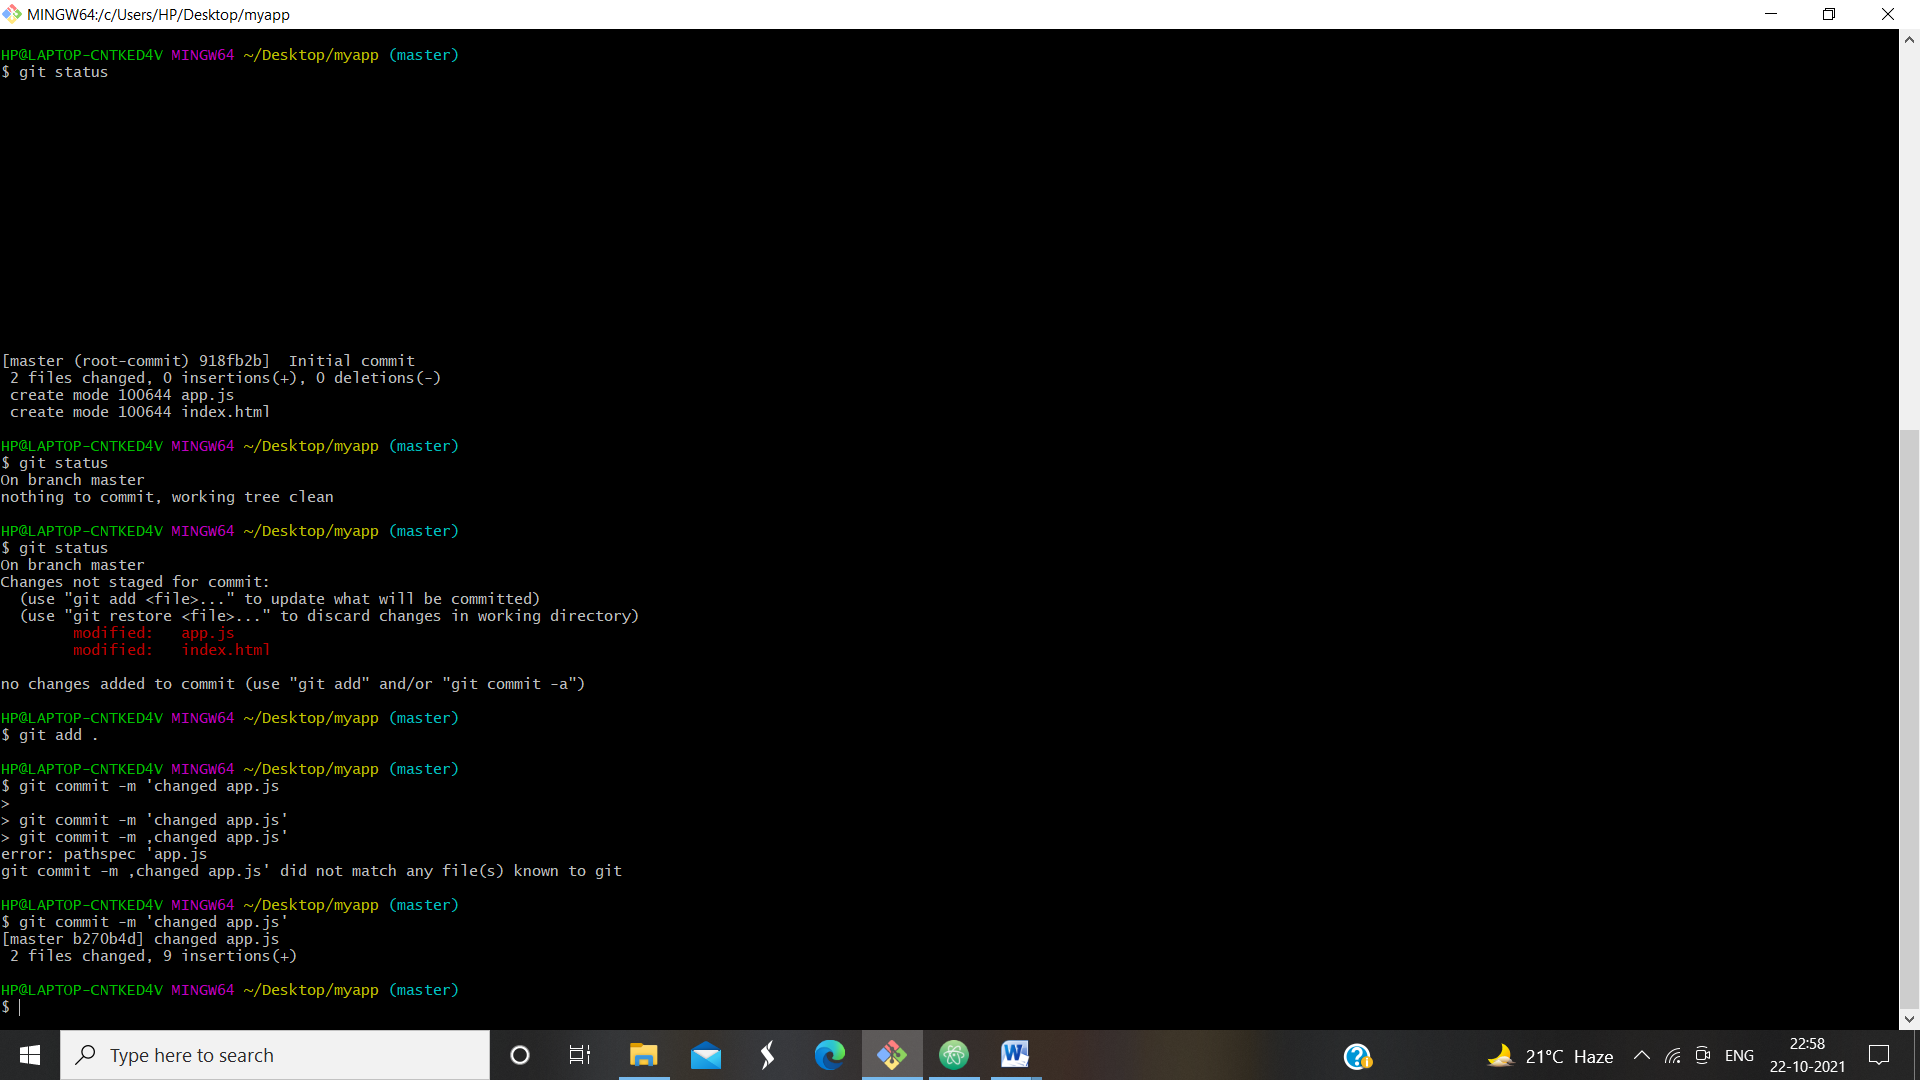 MINGW64:/c/Users/HP/Desktop/myapp
HP@LAPTOP-CNTKED4V MINGW64 ~/Desktop/myapp (master)
$ git status
[master (root-commit) 918fb2b]  Initial commit
 2 files changed, 0 insertions(+), 0 deletions(-)
 create mode 100644 app.js
 create mode 100644 index.html
HP@LAPTOP-CNTKED4V MINGW64 ~/Desktop/myapp (master)
$ git status
On branch master
nothing to commit, working tree clean
HP@LAPTOP-CNTKED4V MINGW64 ~/Desktop/myapp (master)
$ git status
On branch master
Changes not staged for commit:
  (use "git add <file>..." to update what will be committed)
  (use "git restore <file>..." to discard changes in working directory)
        modified:   app.js
        modified:   index.html
no changes added to commit (use "git add" and/or "git commit -a")
HP@LAPTOP-CNTKED4V MINGW64 ~/Desktop/myapp (master)
$ git add .
HP@LAPTOP-CNTKED4V MINGW64 ~/Desktop/myapp (master)
$ git commit -m 'changed app.js
>
> git commit -m 'changed app.js'
> git commit -m ,changed app.js'
error: pathspec 'app.js
git commit -m ,changed app.js' did not match any file(s) known to git
HP@LAPTOP-CNTKED4V MINGW64 ~/Desktop/myapp (master)
$ git commit -m 'changed app.js'
[master b270b4d] changed app.js
 2 files changed, 9 insertions(+)
HP@LAPTOP-CNTKED4V MINGW64 ~/Desktop/myapp (master)
$
Type here to search
21°C Haze
ENG
22:58
22-10-2021